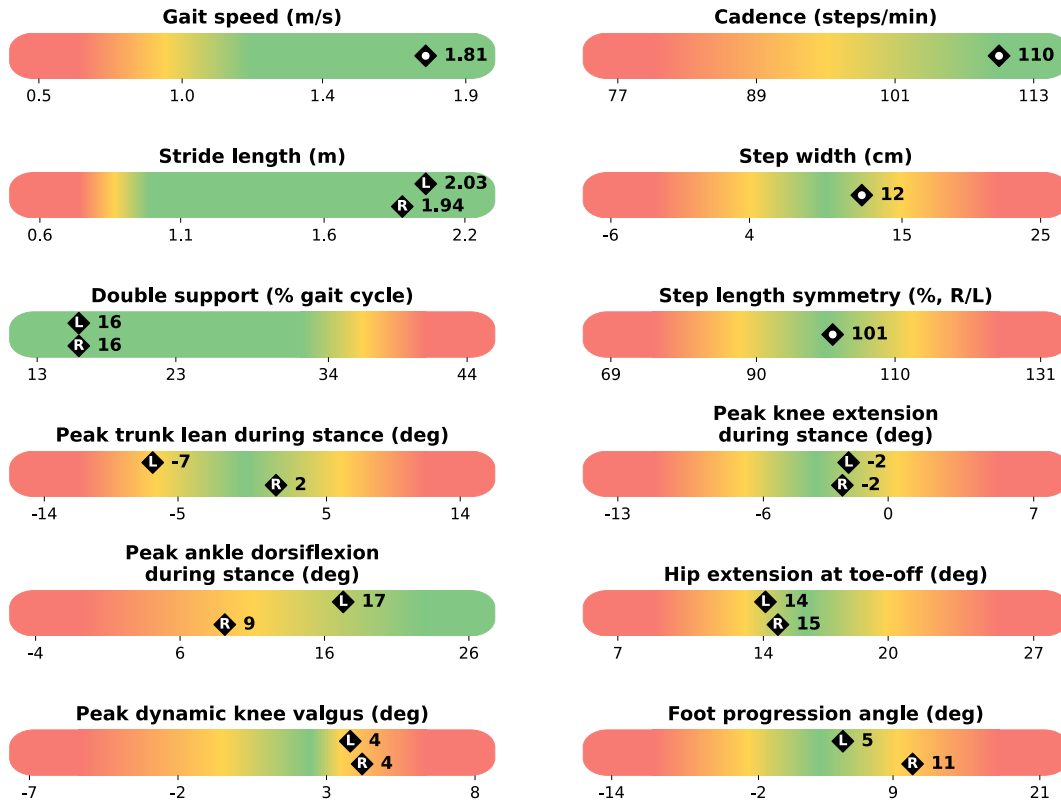 Gait speed (m/s)
1.81
0.5 1.0 1.4 1.9
Cadence (steps/min)
110
77 89 101 113
Stride length (m)
L 2.03
R 1.94
0.6 1.1 1.6 2.2
Step width (cm)
12
-6 4 15 25
Double support (% gait cycle)
L 16
R 16
13 23 34 44
Step length symmetry (%, R/L)
101
69 90 110 131
Peak trunk lean during stance (deg)
L -7
R 2
-14 -5 5 14
Peak knee extension
during stance (deg)
L -2
R -2
-13 -6 0 7
Peak ankle dorsiflexion
during stance (deg)
L 17
R 9
-4 6 16 26
Hip extension at toe-off (deg)
L 14
R 15
7 14 20 27
Peak dynamic knee valgus (deg)
L 4
R 4
-7 -2 3 8
Foot progression angle (deg)
L 5
R 11
-14 -2 9 21